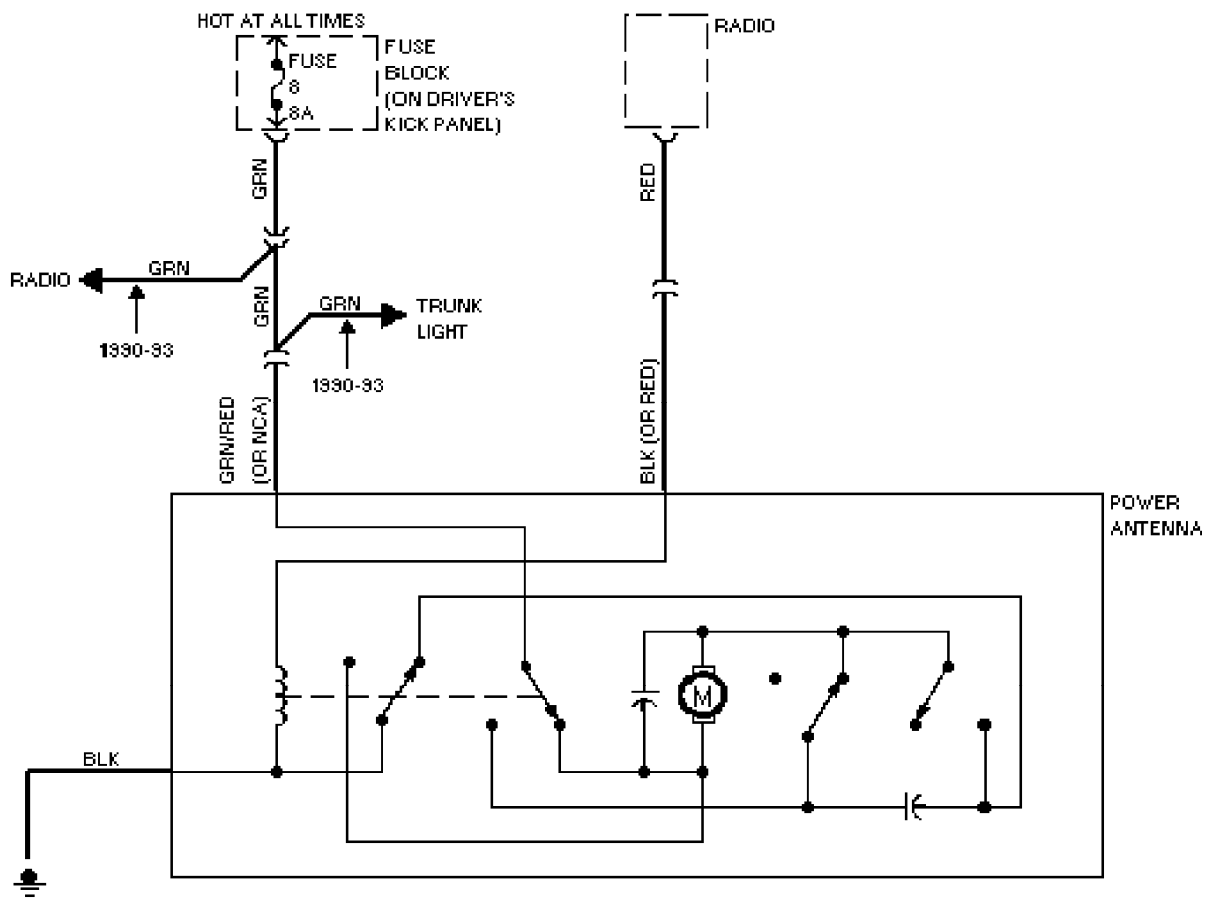 HOT AT ALL TIMES
FUSE
8
8A
FUSE
BLOCK
(ON DRIVER'S
KICK PANEL)
RADIO
GRN
RED
RADIO
GRN
GRN
GRN
TRUNK
LIGHT
1990-93
1990-93
GRN/RED
(OR NCA)
BLK (OR RED)
POWER
ANTENNA
M
BLK